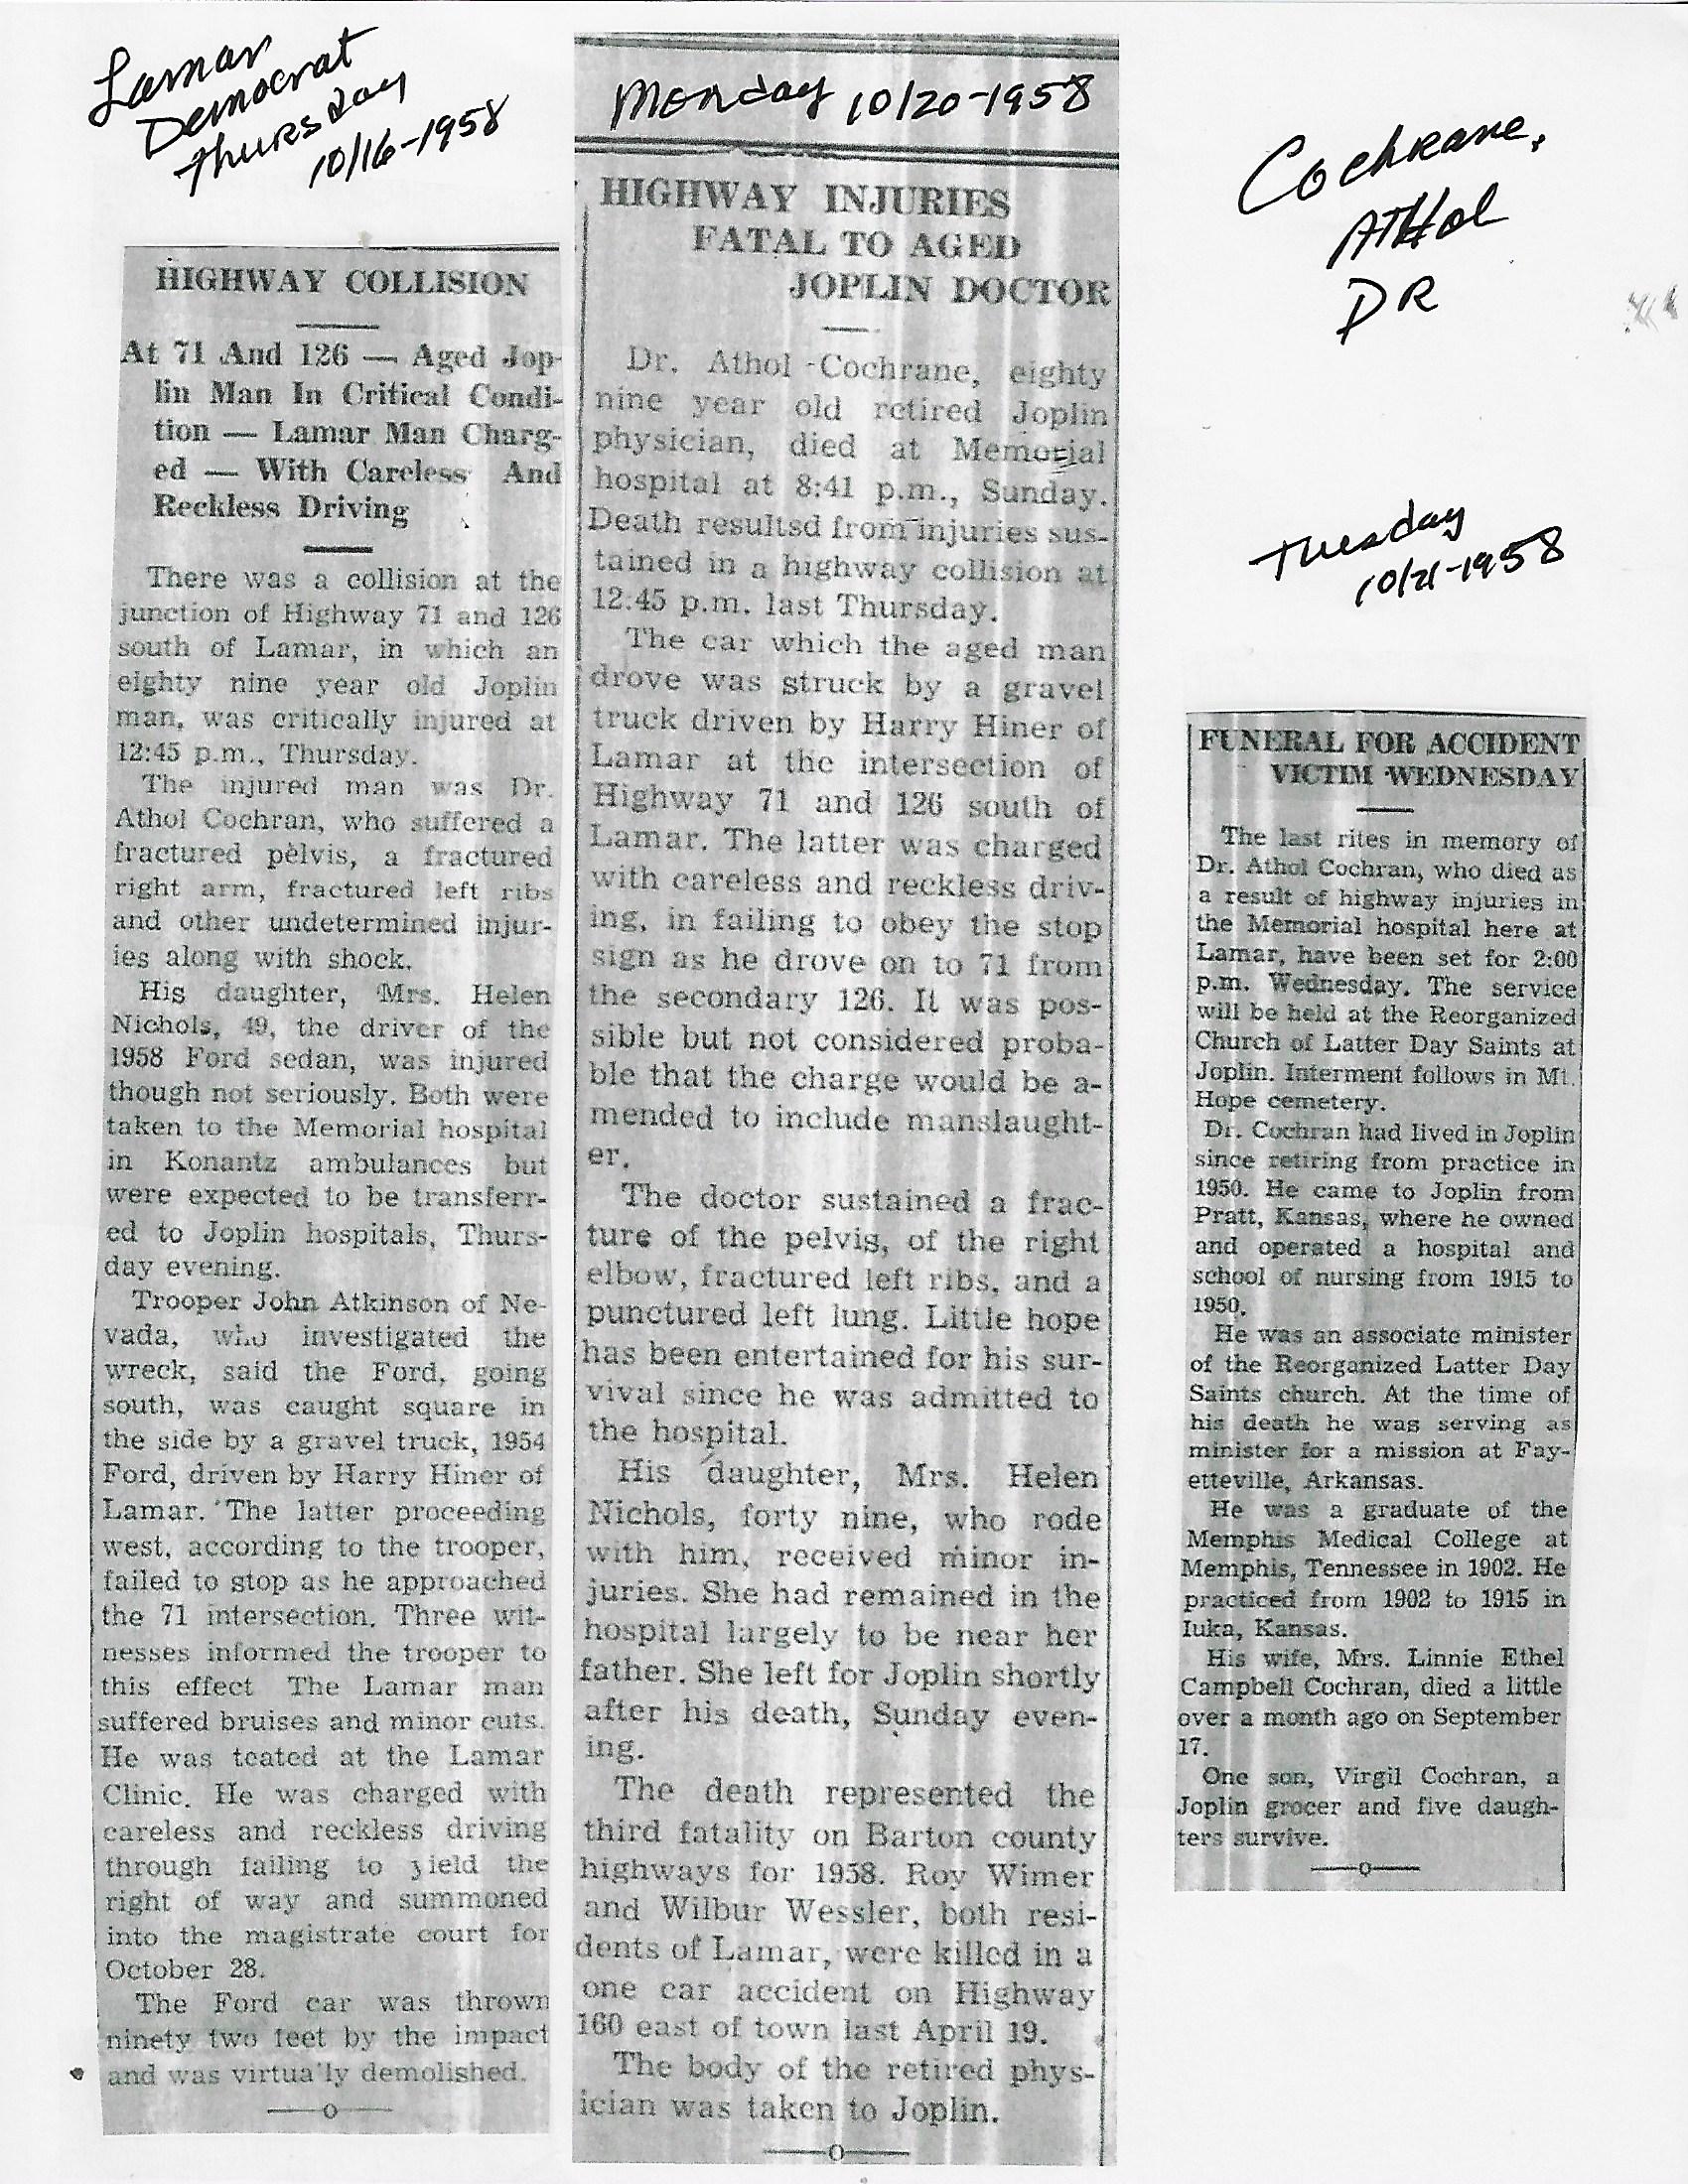 Lamar
Democrat
Thursday
10/16-1958
HIGHWAY COLLISION
At 71 And 126 — Aged Jop-
lin Man In Critical Condi-
tion — Lamar Man Charg-
ed — With Careless And
Reckless Driving
There was a collision at the
junction of Highway 71 and 126
south of Lamar, in which an
eighty nine year old Joplin
man, was critically injured at
12:45 p.m., Thursday.
The injured man was Dr.
Athol Cochran, who suffered a
fractured pelvis, a fractured
right arm, fractured left ribs
and other undetermined injur-
ies along with shock.
His daughter, Mrs. Helen
Nichols, 49, the driver of the
1958 Ford sedan, was injured
though not seriously. Both were
taken to the Memorial hospital
in Konantz ambulances but
were expected to be transferr-
ed to Joplin hospitals, Thurs-
day evening.
Trooper John Atkinson of Ne-
vada, who investigated the
wreck, said the Ford, going
south, was caught square in
the side by a gravel truck, 1954
Ford, driven by Harry Hiner of
Lamar. The latter proceeding
west, according to the trooper,
failed to stop as he approached
the 71 intersection. Three wit-
nesses informed the trooper to
this effect The Lamar man
suffered bruises and minor cuts.
He was teated at the Lamar
Clinic. He was charged with
careless and reckless driving
through failing to yield the
right of way and summoned
into the magistrate court for
October 28.
The Ford car was thrown
ninety two feet by the impact
and was virtually demolished.
——o——
Monday 10/20-1958
HIGHWAY INJURIES
FATAL TO AGED
JOPLIN DOCTOR
Dr. Athol Cochrane, eighty
nine year old retired Joplin
physician, died at Memorial
hospital at 8:41 p.m., Sunday.
Death resultsd from injuries sus-
tained in a highway collision at
12:45 p.m. last Thursday.
The car which the aged man
drove was struck by a gravel
truck driven by Harry Hiner of
Lamar at the intersection of
Highway 71 and 126 south of
Lamar. The latter was charged
with careless and reckless driv-
ing, in failing to obey the stop
sign as he drove on to 71 from
the secondary 126. It was pos-
sible but not considered proba-
ble that the charge would be a-
mended to include manslaught-
er.
The doctor sustained a frac-
ture of the pelvis, of the right
elbow, fractured left ribs, and a
punctured left lung. Little hope
has been entertained for his sur-
vival since he was admitted to
the hospital.
His daughter, Mrs. Helen
Nichols, forty nine, who rode
with him, received minor in-
juries. She had remained in the
hospital largely to be near her
father. She left for Joplin shortly
after his death, Sunday even-
ing.
The death represented the
third fatality on Barton county
highways for 1958. Roy Wimer
and Wilbur Wessler, both resi-
dents of Lamar, were killed in a
one car accident on Highway
160 east of town last April 19.
The body of the retired phys-
ician was taken to Joplin.
——o——
Cochrane,
Athol
DR
Tuesday
10/21-1958
FUNERAL FOR ACCIDENT
VICTIM WEDNESDAY
The last rites in memory of
Dr. Athol Cochran, who died as
a result of highway injuries in
the Memorial hospital here at
Lamar, have been set for 2:00
p.m. Wednesday. The service
will be held at the Reorganized
Church of Latter Day Saints at
Joplin. Interment follows in Mt.
Hope cemetery.
Dr. Cochran had lived in Joplin
since retiring from practice in
1950. He came to Joplin from
Pratt, Kansas, where he owned
and operated a hospital and
school of nursing from 1915 to
1950.
He was an associate minister
of the Reorganized Latter Day
Saints church. At the time of
his death he was serving as
minister for a mission at Fay-
etteville, Arkansas.
He was a graduate of the
Memphis Medical College at
Memphis, Tennessee in 1902. He
practiced from 1902 to 1915 in
Iuka, Kansas.
His wife, Mrs. Linnie Ethel
Campbell Cochran, died a little
over a month ago on September
17.
One son, Virgil Cochran, a
Joplin grocer and five daugh-
ters survive.
——o——